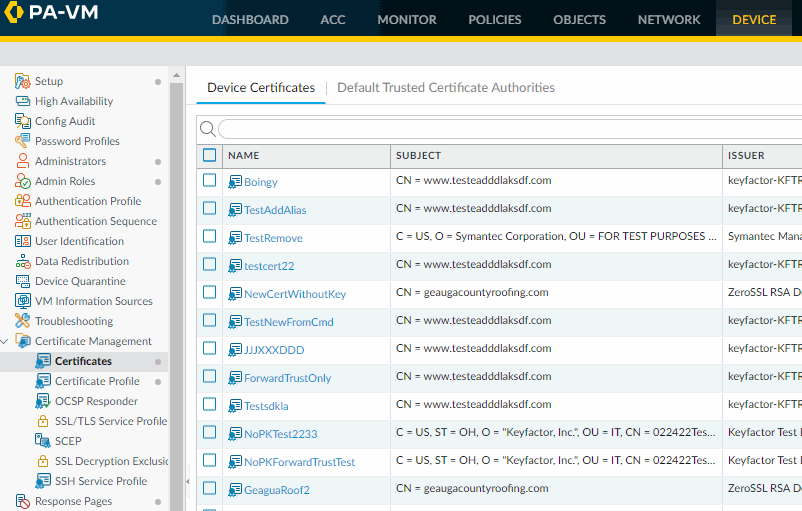 PA-VM
DASHBOARD ACC MONITOR POLICIES OBJECTS NETWORK DEVICE
Setup
High Availability
Config Audit
Password Profiles
Administrators
Admin Roles
Authentication Profile
Authentication Sequence
User Identification
Data Redistribution
Device Quarantine
VM Information Sources
Troubleshooting
Certificate Management
Certificates
Certificate Profile
OCSP Responder
SSL/TLS Service Profile
SCEP
SSL Decryption Exclusio
SSH Service Profile
Response Pages
Device Certificates | Default Trusted Certificate Authorities
NAME SUBJECT ISSUER
Boingy CN = www.testeadddlaksdf.com keyfactor-KFTR
TestAddAlias CN = www.testeadddlaksdf.com keyfactor-KFTR
TestRemove C = US, O = Symantec Corporation, OU = FOR TEST PURPOSES ... Symantec Mana
testcert22 CN = www.testeadddlaksdf.com keyfactor-KFTR
NewCertWithoutKey CN = geaugacountyroofing.com ZeroSSL RSA Do
TestNewFromCmd CN = www.testeadddlaksdf.com keyfactor-KFTR
JJJXXXDDD CN = www.testeadddlaksdf.com keyfactor-KFTR
ForwardTrustOnly CN = www.testeadddlaksdf.com keyfactor-KFTR
Testsdkla CN = www.testeadddlaksdf.com keyfactor-KFTR
NoPKTest2233 C = US, ST = OH, O = "Keyfactor, Inc.", OU = IT, CN = 022422Tes... Keyfactor Test D
NoPKForwardTrustTest C = US, ST = OH, O = "Keyfactor, Inc.", OU = IT, CN = 022422Tes... Keyfactor Test D
GeaguaRoof2 CN = geaugacountyroofing.com ZeroSSL RSA Do